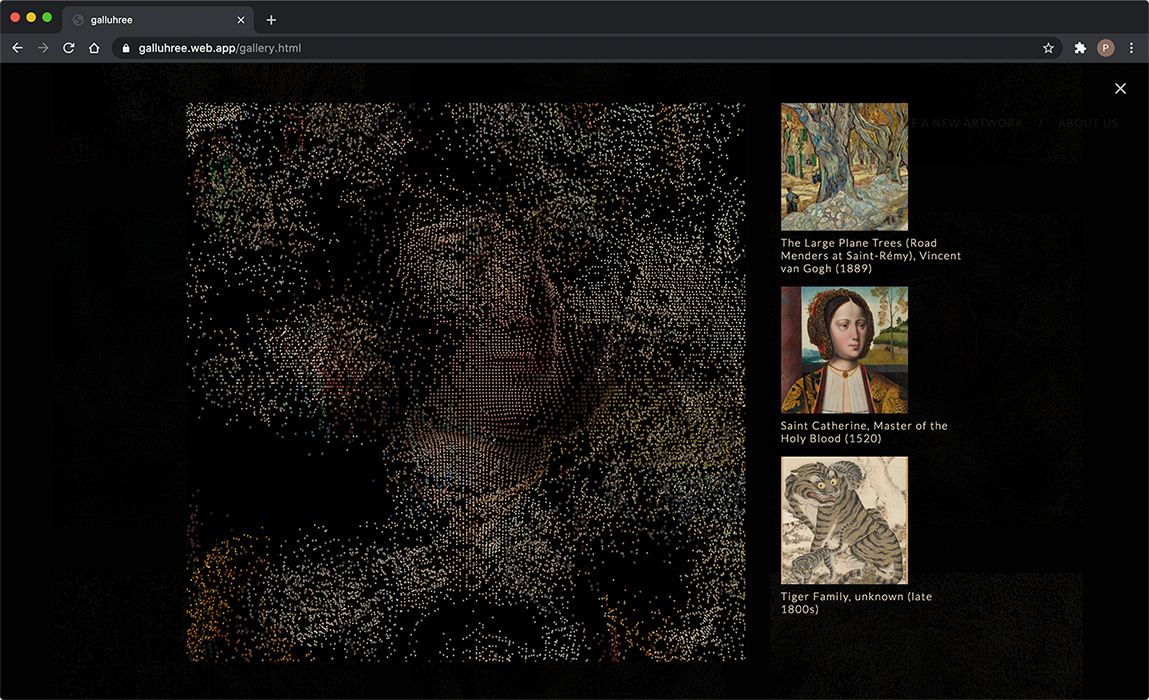 galluhree
galluhree.web.app/gallery.html
P
A NEW ARTWORK / ABOUT US
The Large Plane Trees (Road
Menders at Saint-Rémy), Vincent
van Gogh (1889)
Saint Catherine, Master of the
Holy Blood (1520)
Tiger Family, unknown (late
1800s)